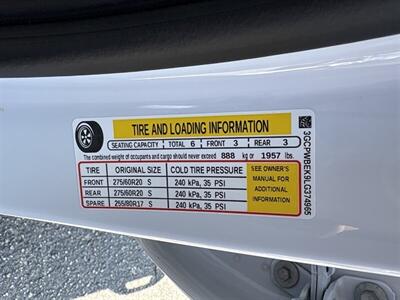 TIRE AND LOADING INFORMATION
SEATING CAPACITY TOTAL 6 FRONT 3 REAR 3
The combined weight of occupants and cargo should never exceed 888 kg or 1957 lbs.
TIRE ORIGINAL SIZE COLD TIRE PRESSURE
FRONT 275/60R20 S 240 kPa, 35 PSI
REAR 275/60R20 S 240 kPa, 35 PSI
SPARE 255/80R17 S 240 kPa, 35 PSI
SEE OWNER'S
MANUAL FOR
ADDITIONAL
INFORMATION
3GCPWBEK9LG374965